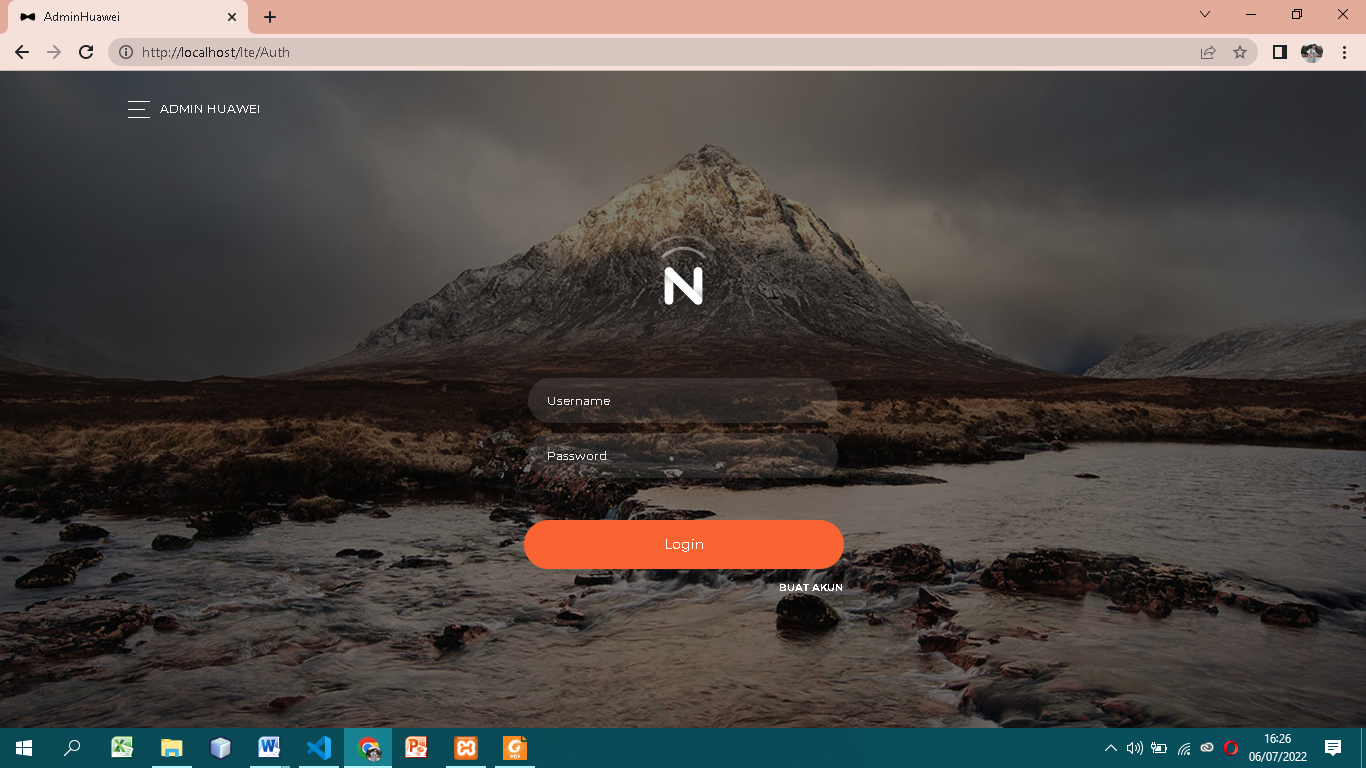 AdminHuawei
http://localhost/lte/Auth
ADMIN HUAWEI
N
Username
Password
Login
BUAT AKUN
16:26
06/07/2022